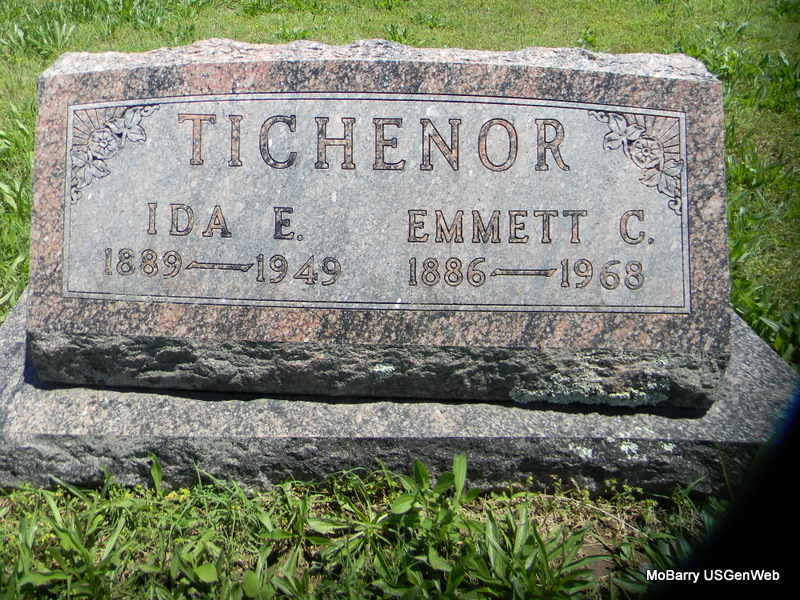 TICHENOR
IDA E. EMMETT C.
1889—1949 1886—1968
MoBarry USGenWeb